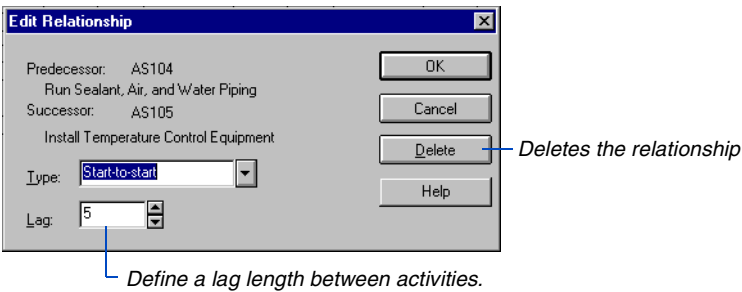 Edit Relationship
Predecessor: AS104
Run Sealant, Air, and Water Piping
Successor: AS105
Install Temperature Control Equipment
Type: Start-to-start
Lag: 5
OK
Cancel
Delete
Help
Deletes the relationship
Define a lag length between activities.